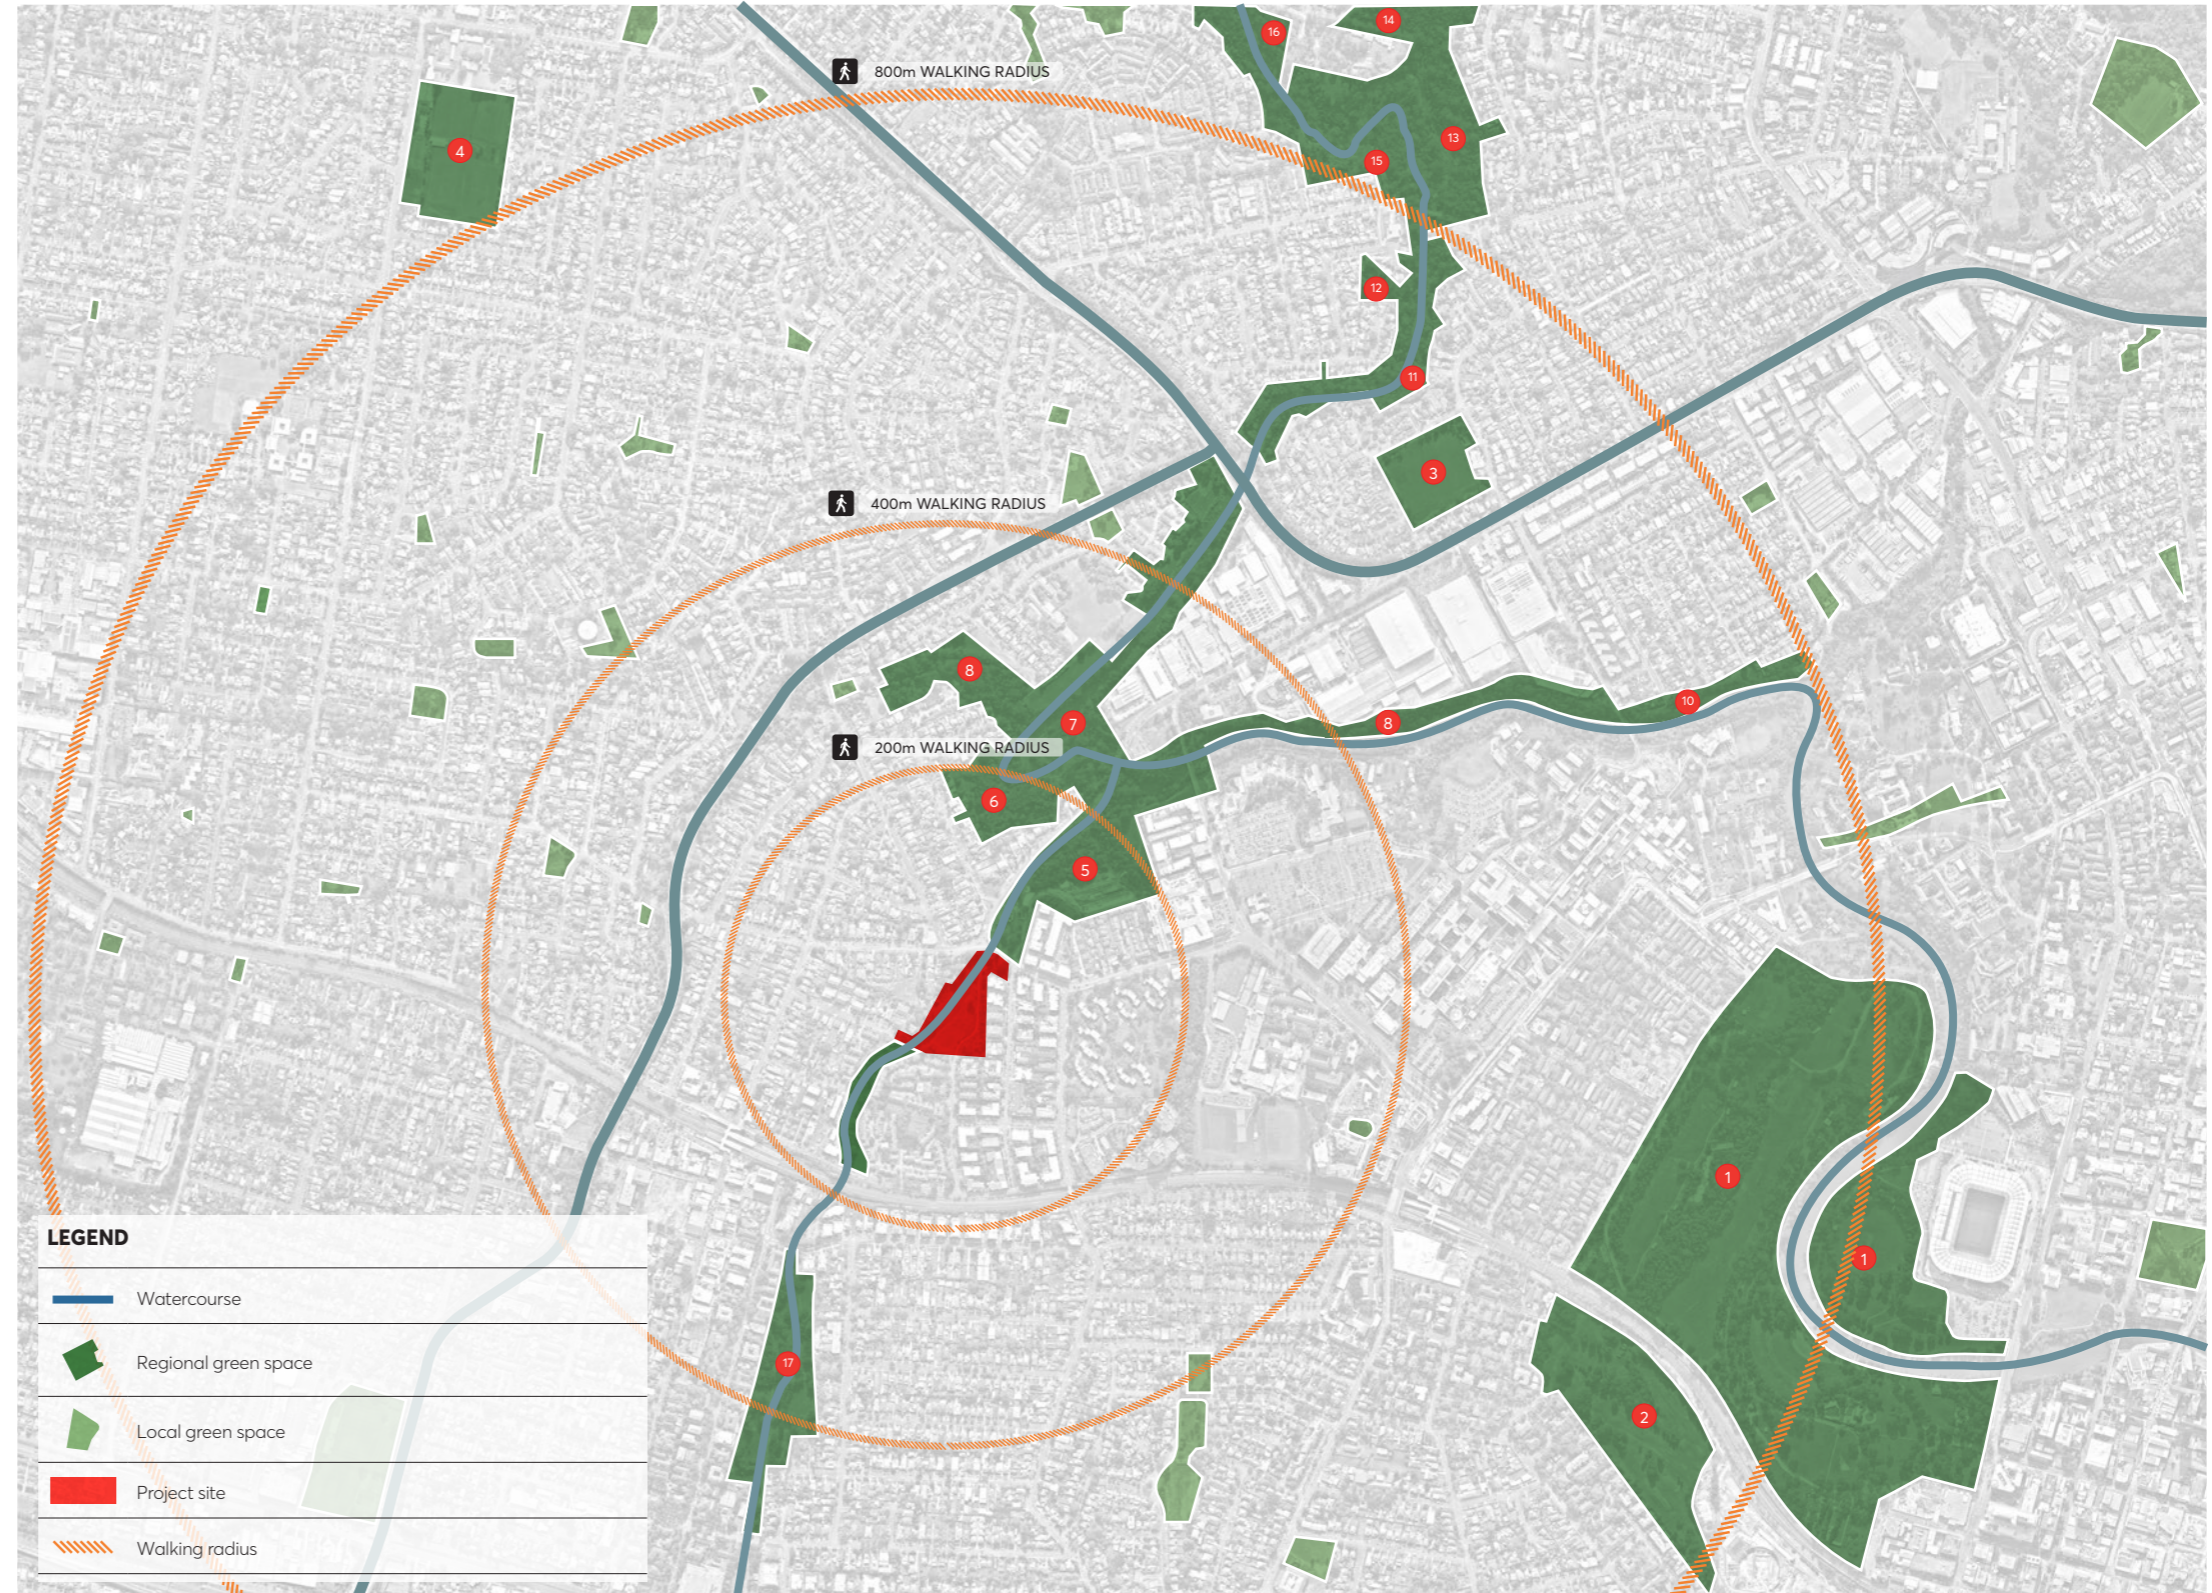 16
14
800m WALKING RADIUS
13
4
15
12
11
3
400m WALKING RADIUS
8
10
7
8
200m WALKING RADIUS
6
5
1
1
LEGEND
Watercourse
Regional green space
17
2
Local green space
Project site
Walking radius